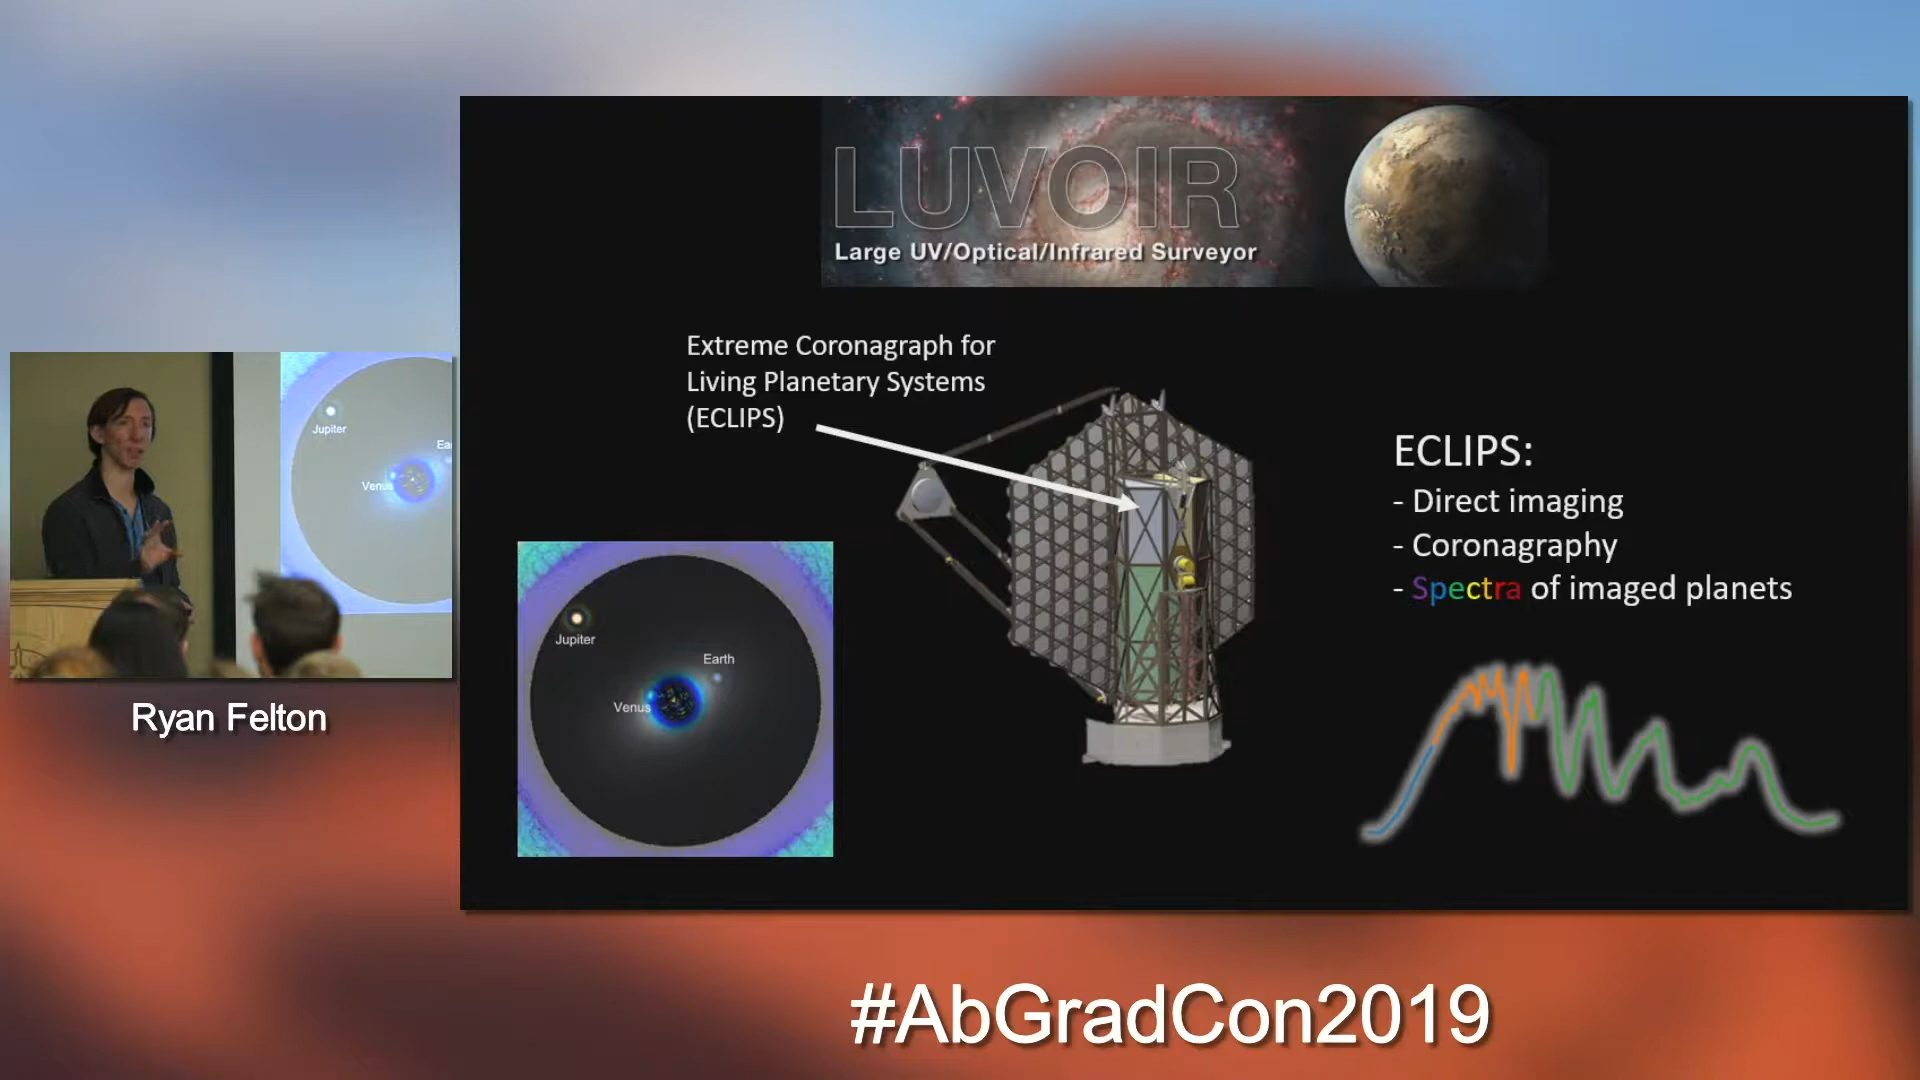 LUVOIR
Large UV/Optical/Infrared Surveyor
Extreme Coronagraph for
Living Planetary Systems
(ECLIPS)
ECLIPS:
- Direct imaging
- Coronagraphy
- Spectra of imaged planets
Jupiter
Earth
Venus
Jupiter
Ea
Venus
Ryan Felton
#AbGradCon2019